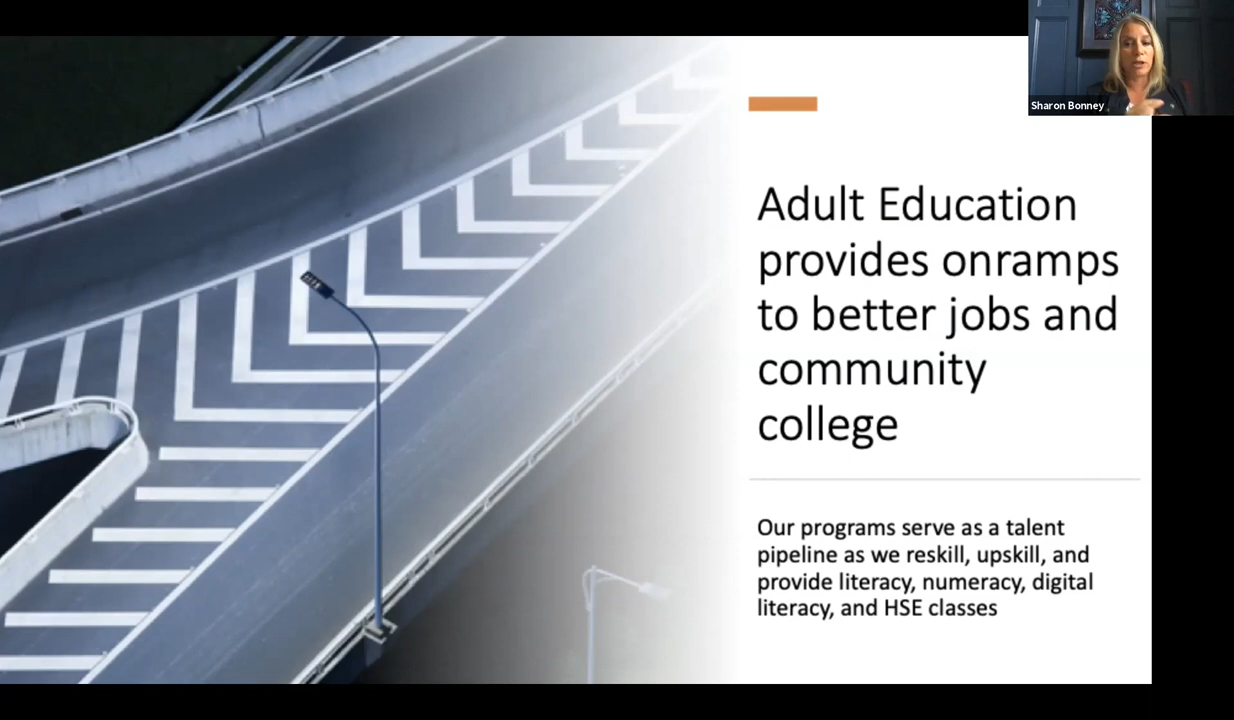 Sharon Bonney
Adult Education
provides onramps
to better jobs and
community
college
Our programs serve as a talent
pipeline as we reskill, upskill, and
provide literacy, numeracy, digital
literacy, and HSE classes